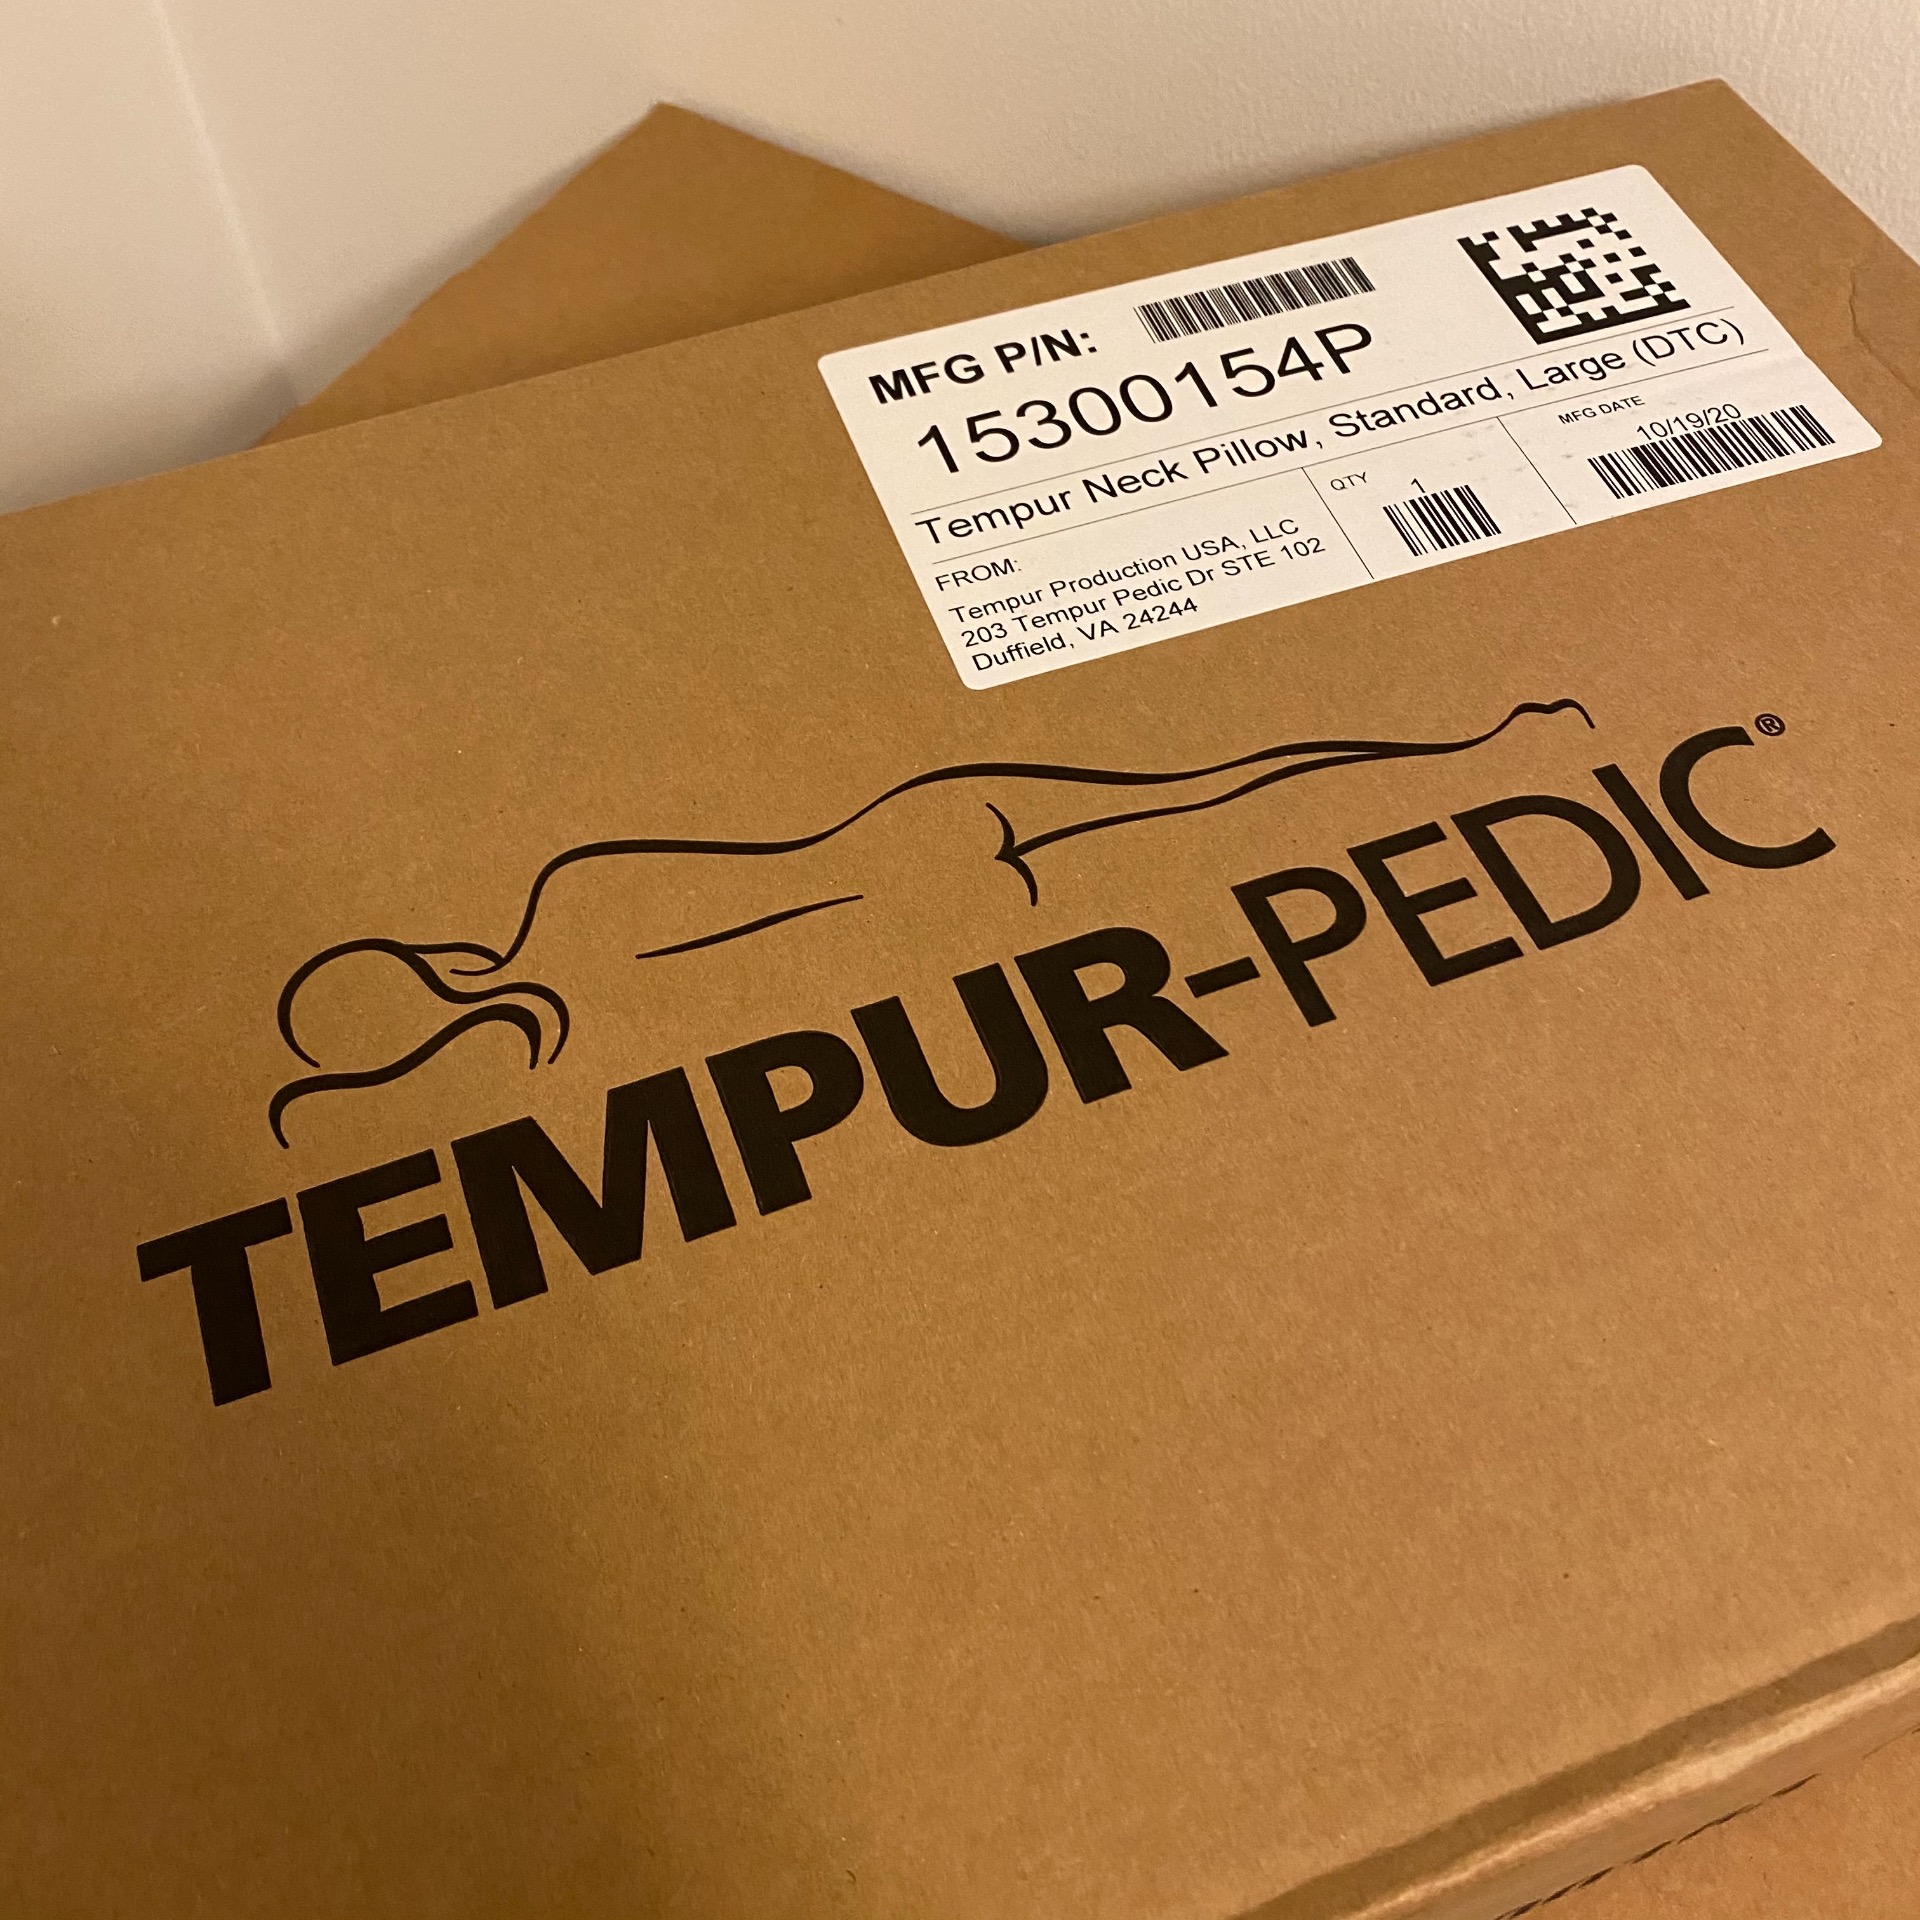 MFG P/N:
15300154P
Tempur Neck Pillow, Standard, Large (DTC)
FROM:
Tempur Production USA, LLC
203 Tempur Pedic Dr STE 102
Duffield, VA 24244
QTY
1
MFG DATE
10/19/20
TEMPUR-PEDIC®